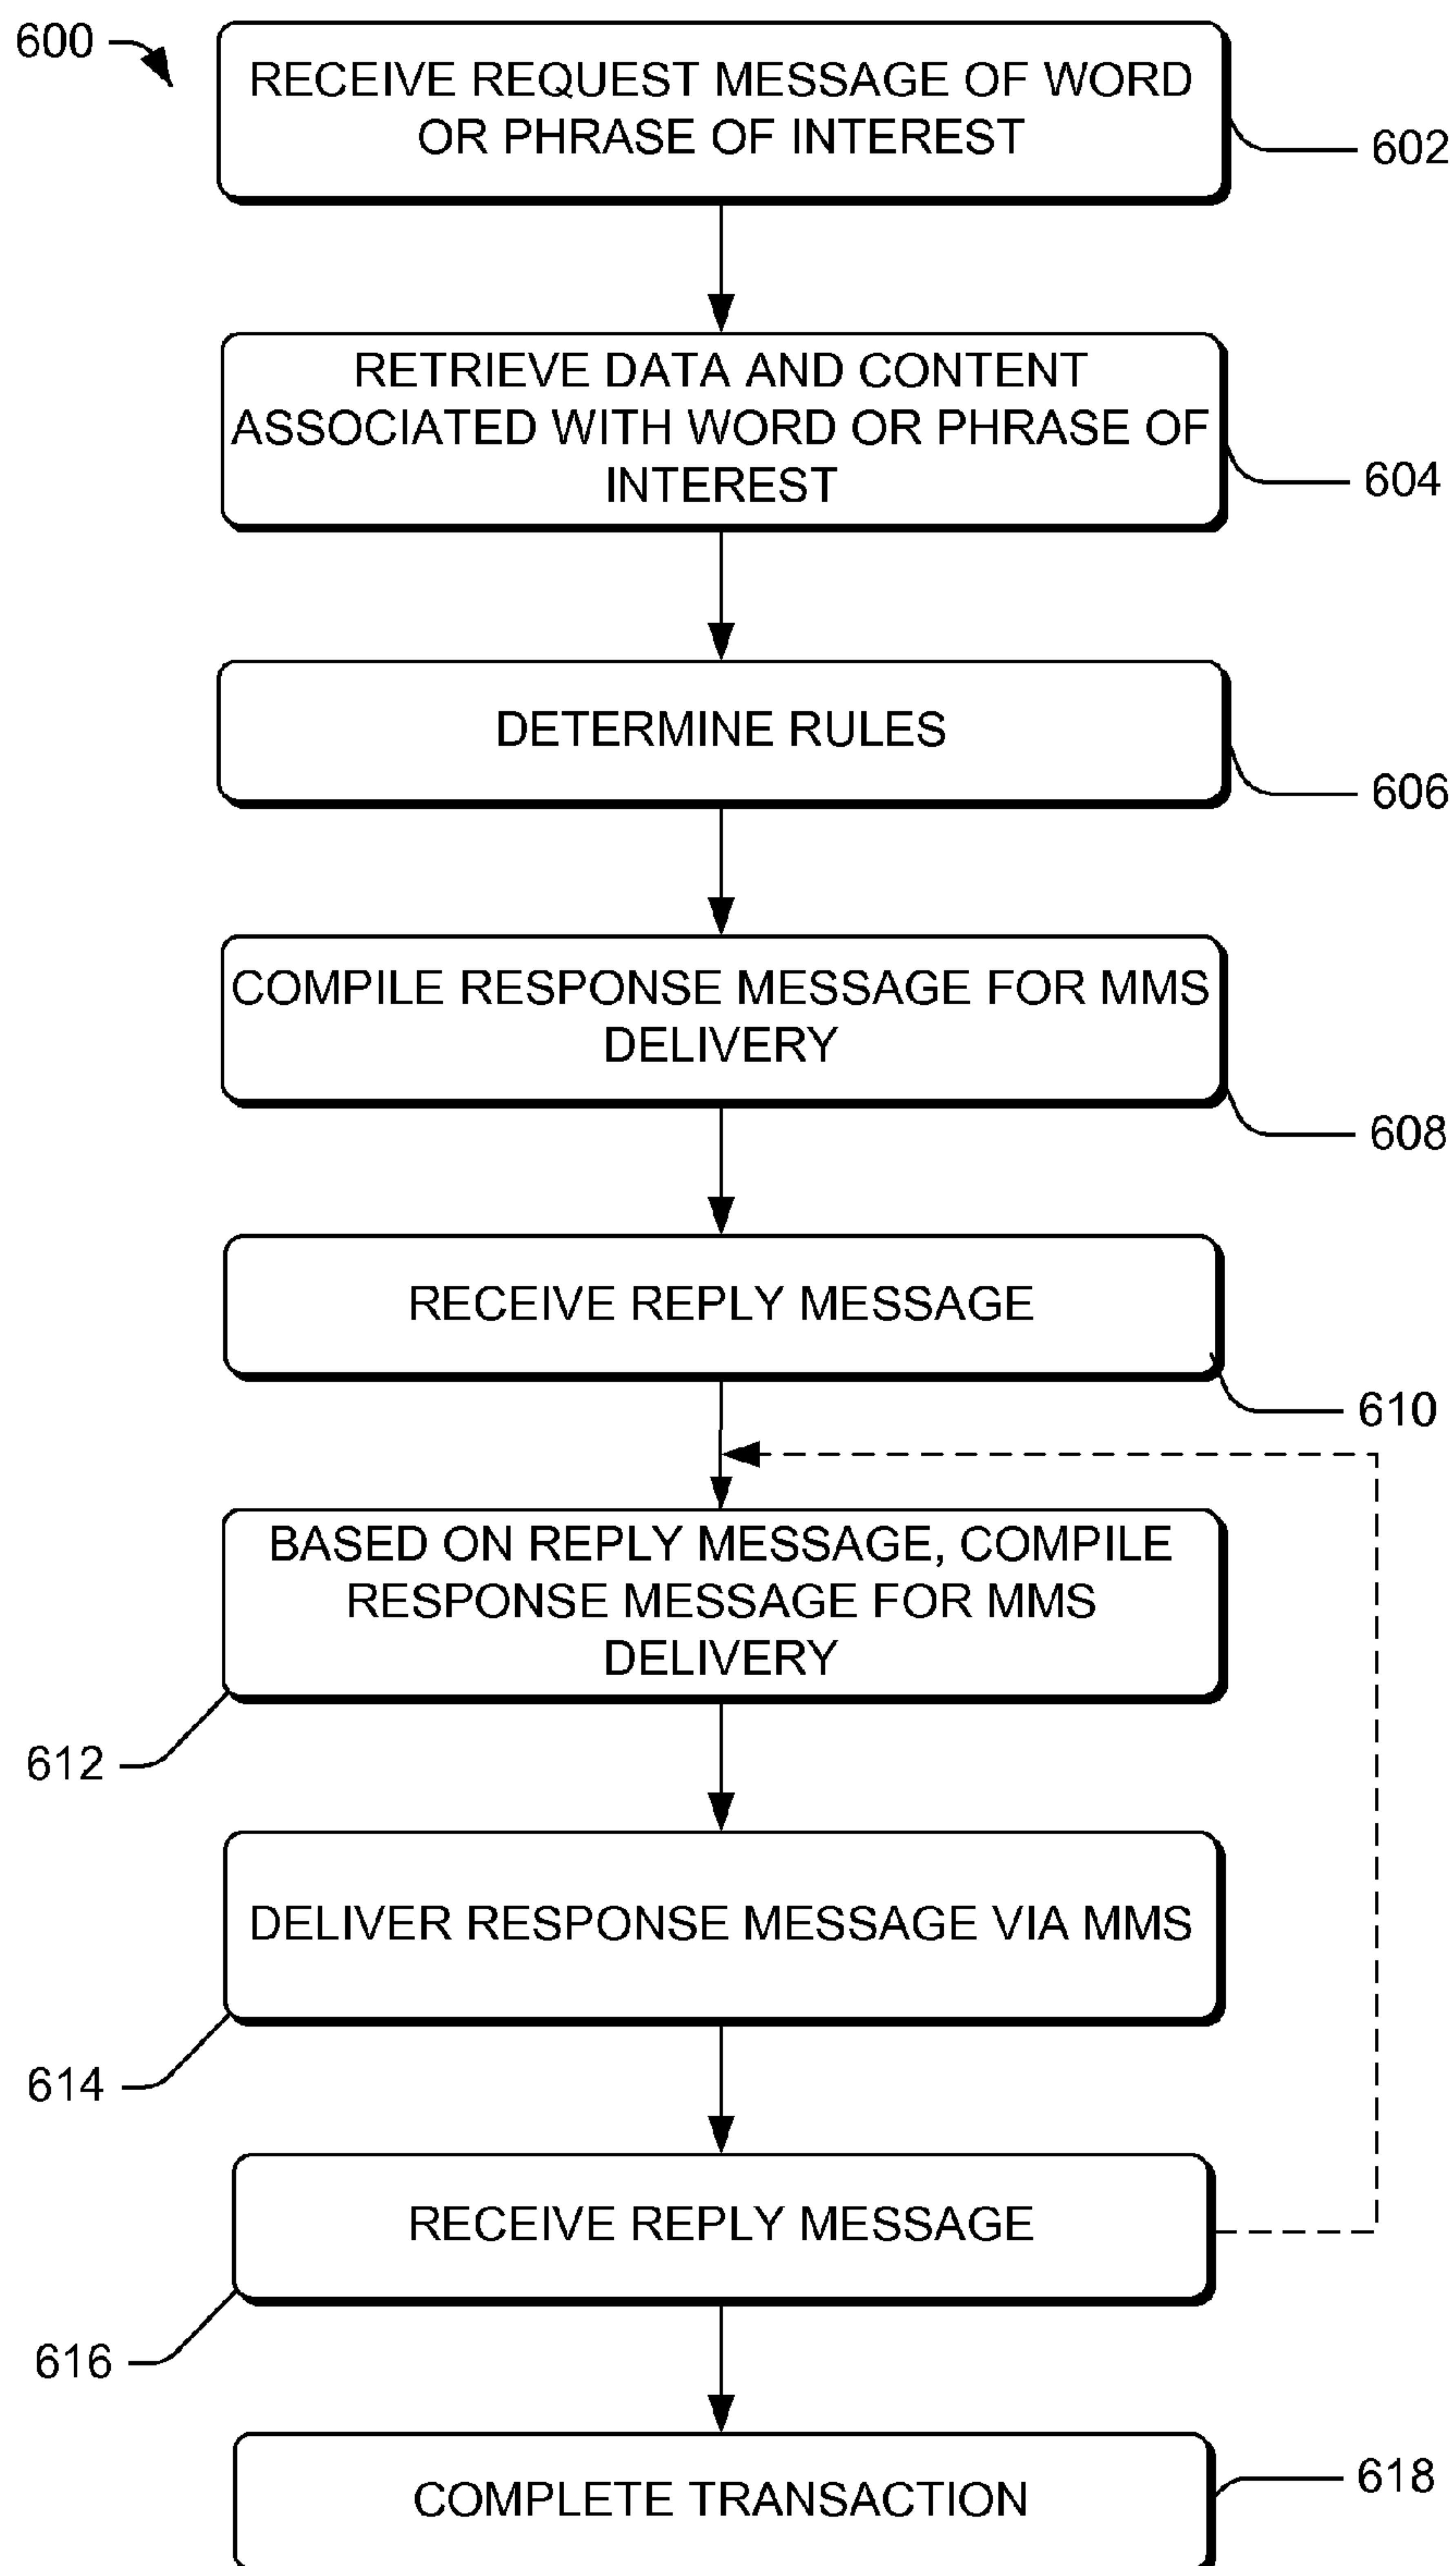 600
RECEIVE REQUEST MESSAGE OF WORD
OR PHRASE OF INTEREST
602
RETRIEVE DATA AND CONTENT
ASSOCIATED WITH WORD OR PHRASE OF
INTEREST
604
DETERMINE RULES
606
COMPILE RESPONSE MESSAGE FOR MMS
DELIVERY
608
RECEIVE REPLY MESSAGE
610
BASED ON REPLY MESSAGE, COMPILE
RESPONSE MESSAGE FOR MMS
DELIVERY
612
DELIVER RESPONSE MESSAGE VIA MMS
614
RECEIVE REPLY MESSAGE
616
COMPLETE TRANSACTION
618